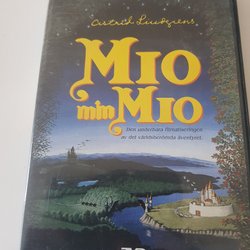 Astrid Lindgrens
MIO
min
MIO
Den underbara filmatiseringen
av det världsberömda äventyret.